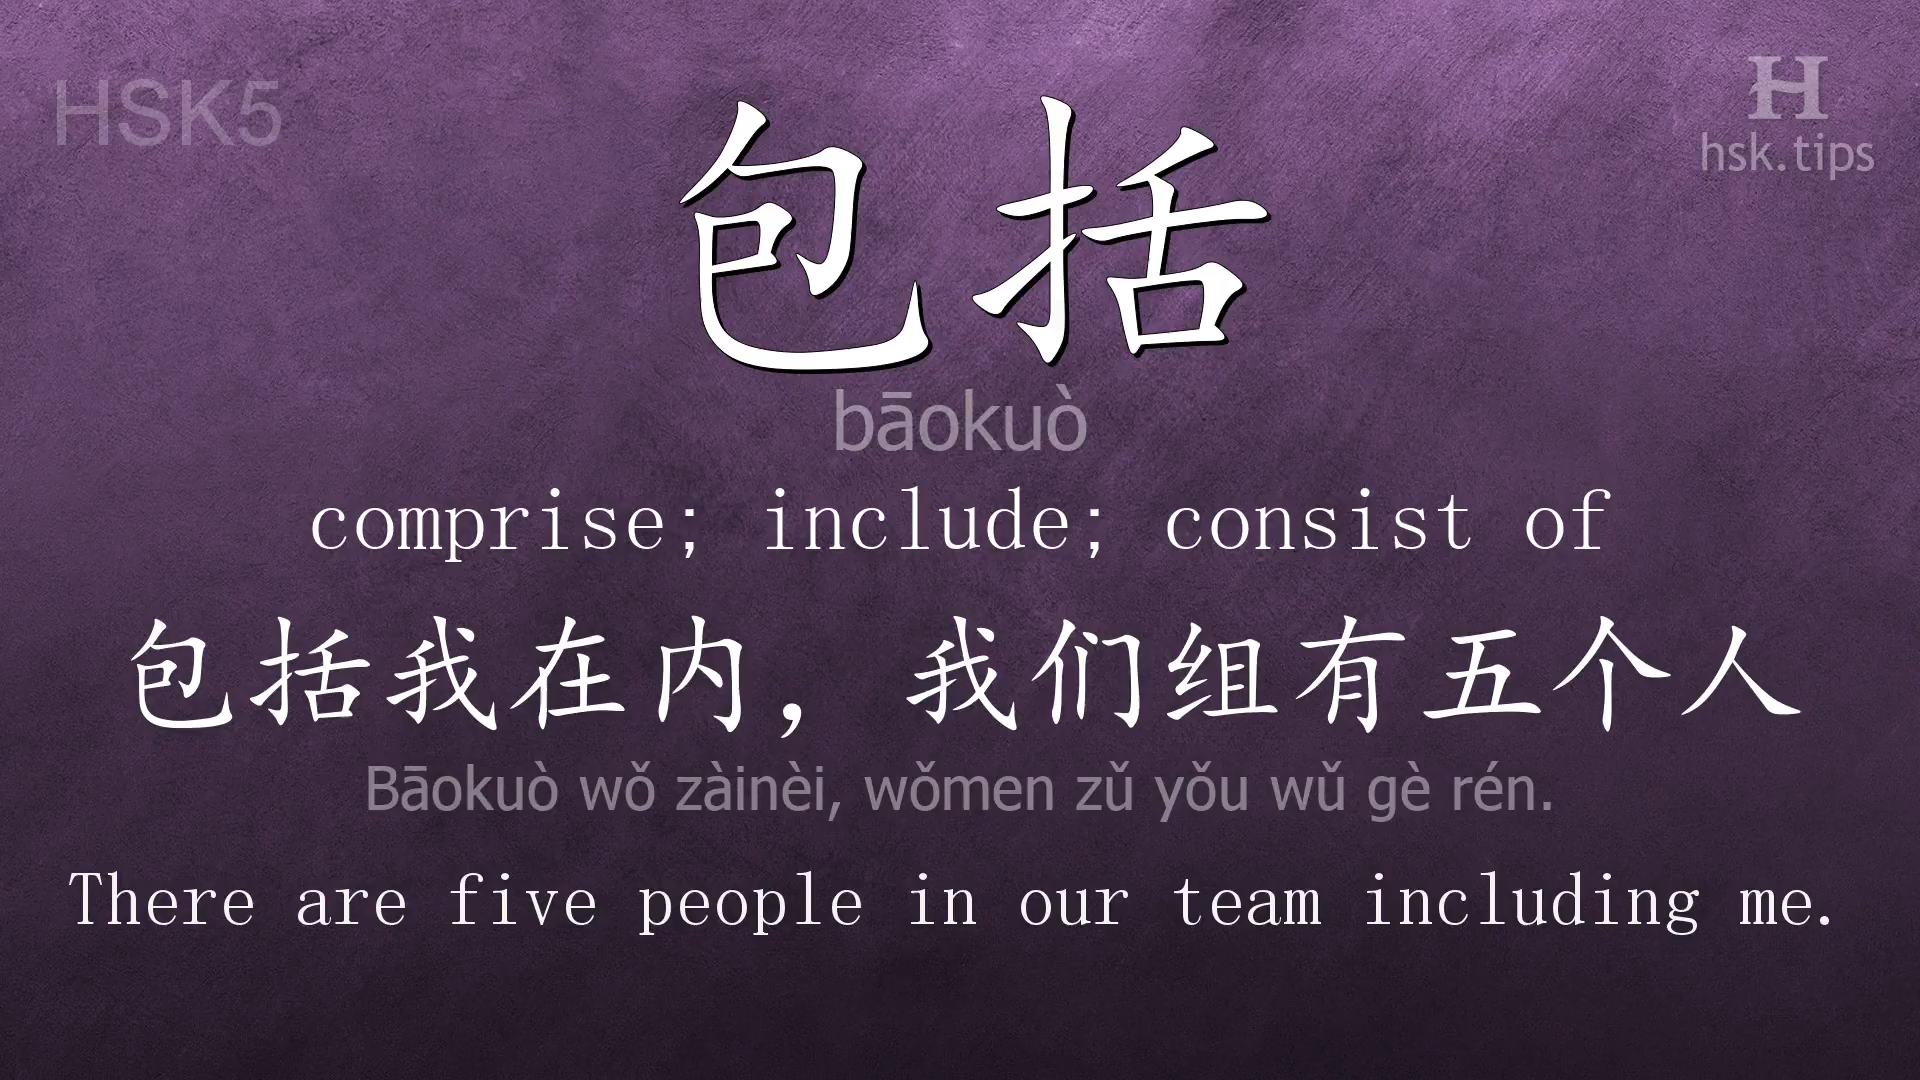 HSK5
H
hsk.tips
包括
bāokuò
comprise; include; consist of
包括我在内，我们组有五个人
Bāokuò wǒ zàinèi, wǒmen zǔ yǒu wǔ gè rén.
There are five people in our team including me.